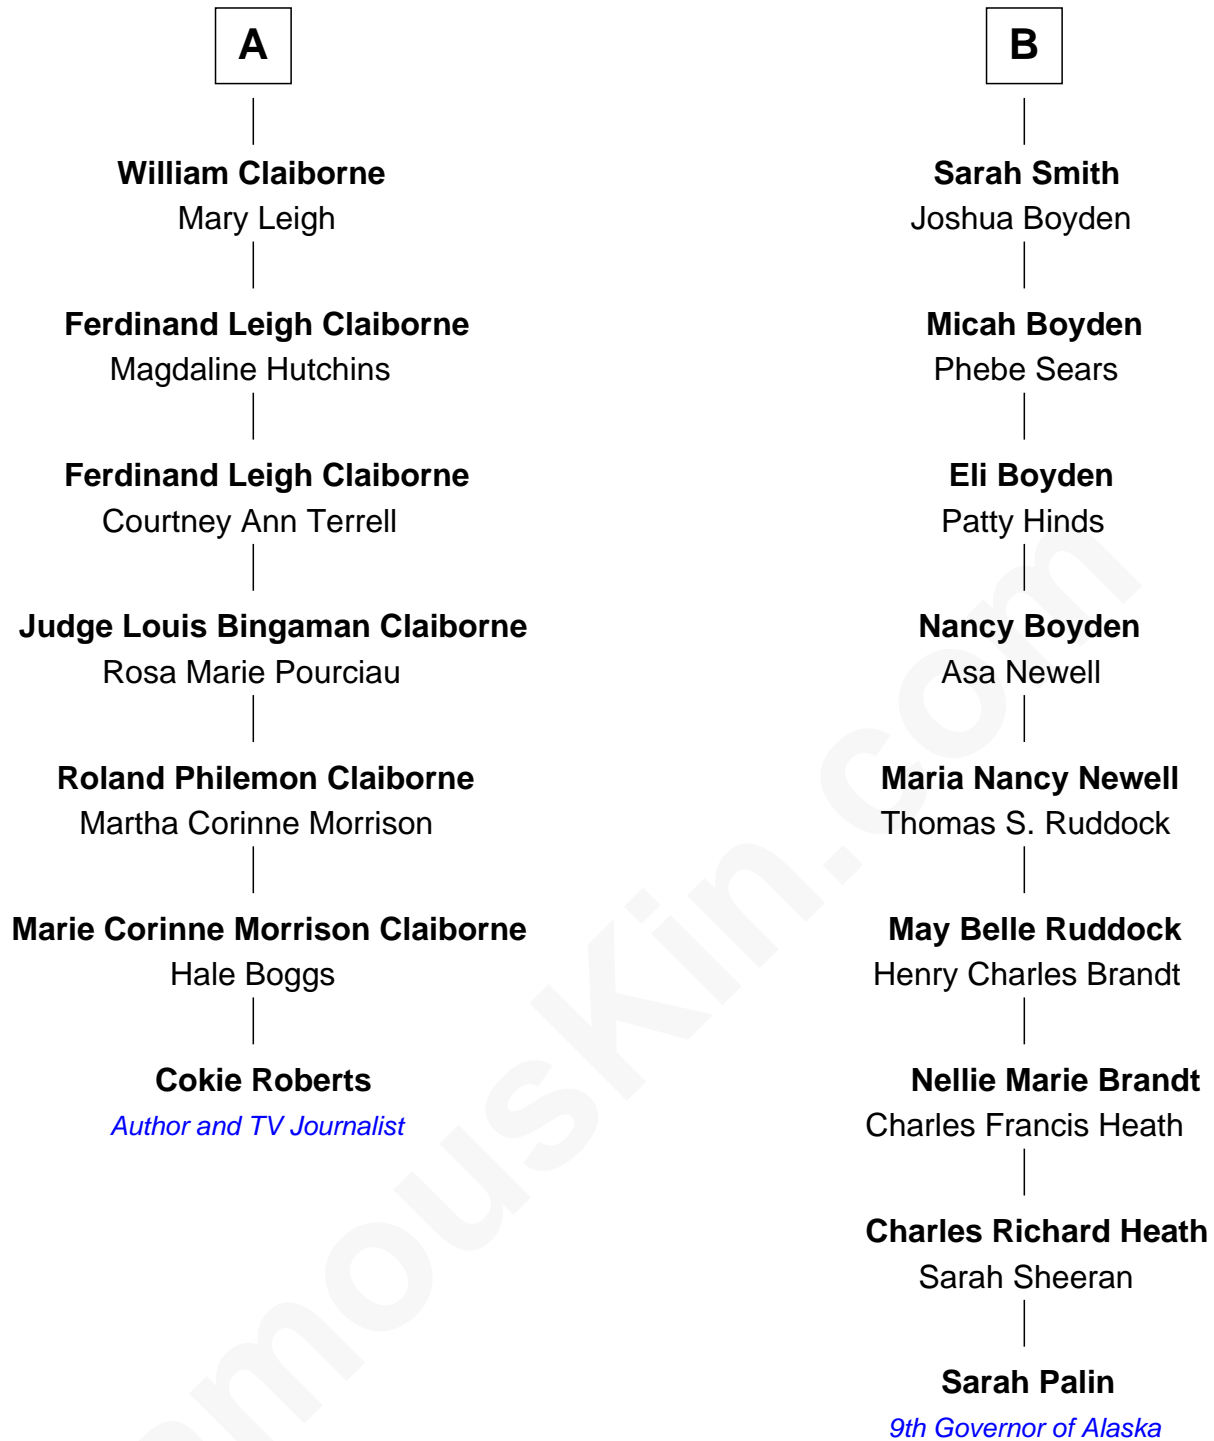 A
William Claiborne
Mary Leigh
Ferdinand Leigh Claiborne
Magdaline Hutchins
Ferdinand Leigh Claiborne
Courtney Ann Terrell
Judge Louis Bingaman Claiborne
Rosa Marie Pourciau
Roland Philemon Claiborne
Martha Corinne Morrison
Marie Corinne Morrison Claiborne
Hale Boggs
Cokie Roberts
Author and TV Journalist
B
Sarah Smith
Joshua Boyden
Micah Boyden
Phebe Sears
Eli Boyden
Patty Hinds
Nancy Boyden
Asa Newell
Maria Nancy Newell
Thomas S. Ruddock
May Belle Ruddock
Henry Charles Brandt
Nellie Marie Brandt
Charles Francis Heath
Charles Richard Heath
Sarah Sheeran
Sarah Palin
9th Governor of Alaska
amouskin.com